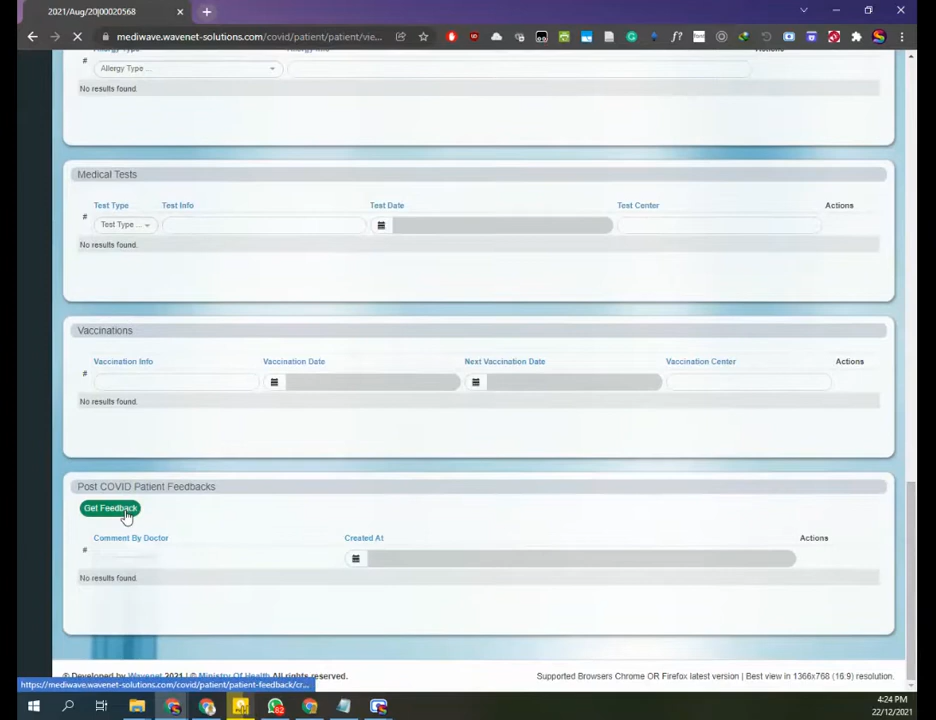 2021/Aug/20|00020568
mediwave.wavenet-solutions.com/covid/patient/patient/vie...
Allergy Type Allergy Info Actions
#
Allergy Type ...
No results found.
Medical Tests
Test Type Test Info Test Date Test Center Actions
#
Test Type ...
No results found.
Vaccinations
Vaccination Info Vaccination Date Next Vaccination Date Vaccination Center Actions
#
No results found.
Post COVID Patient Feedbacks
Get Feedback
Comment By Doctor Created At Actions
#
No results found.
© Developed by Wavenet 2021 | © Ministry Of Health All rights reserved. Supported Browsers Chrome OR Firefox latest version | Best view in 1366x768 (16.9) resolution.
https://mediwave.wavenet-solutions.com/covid/patient/patient-feedback/cr...
4:24 PM
22/12/2021